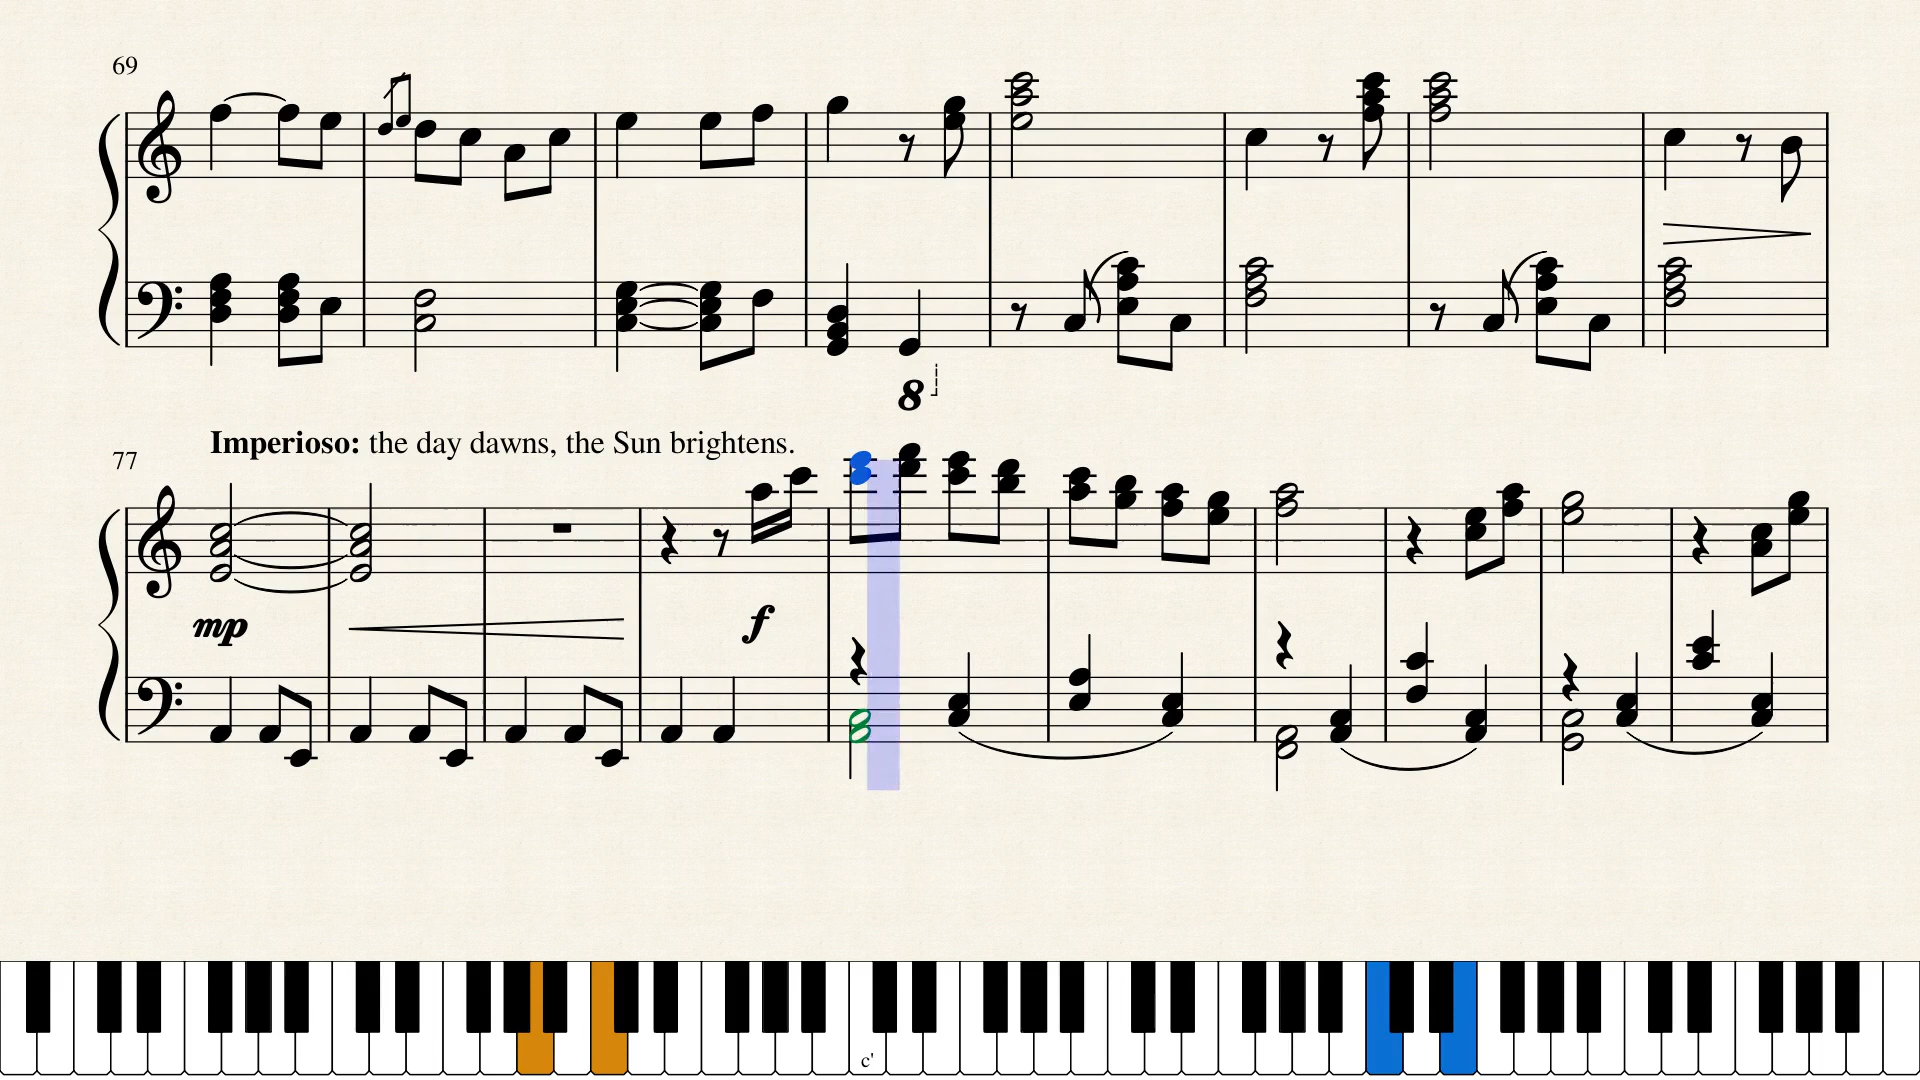 69
8
Imperioso: the day dawns, the Sun brightens.
77
mp
f
c'